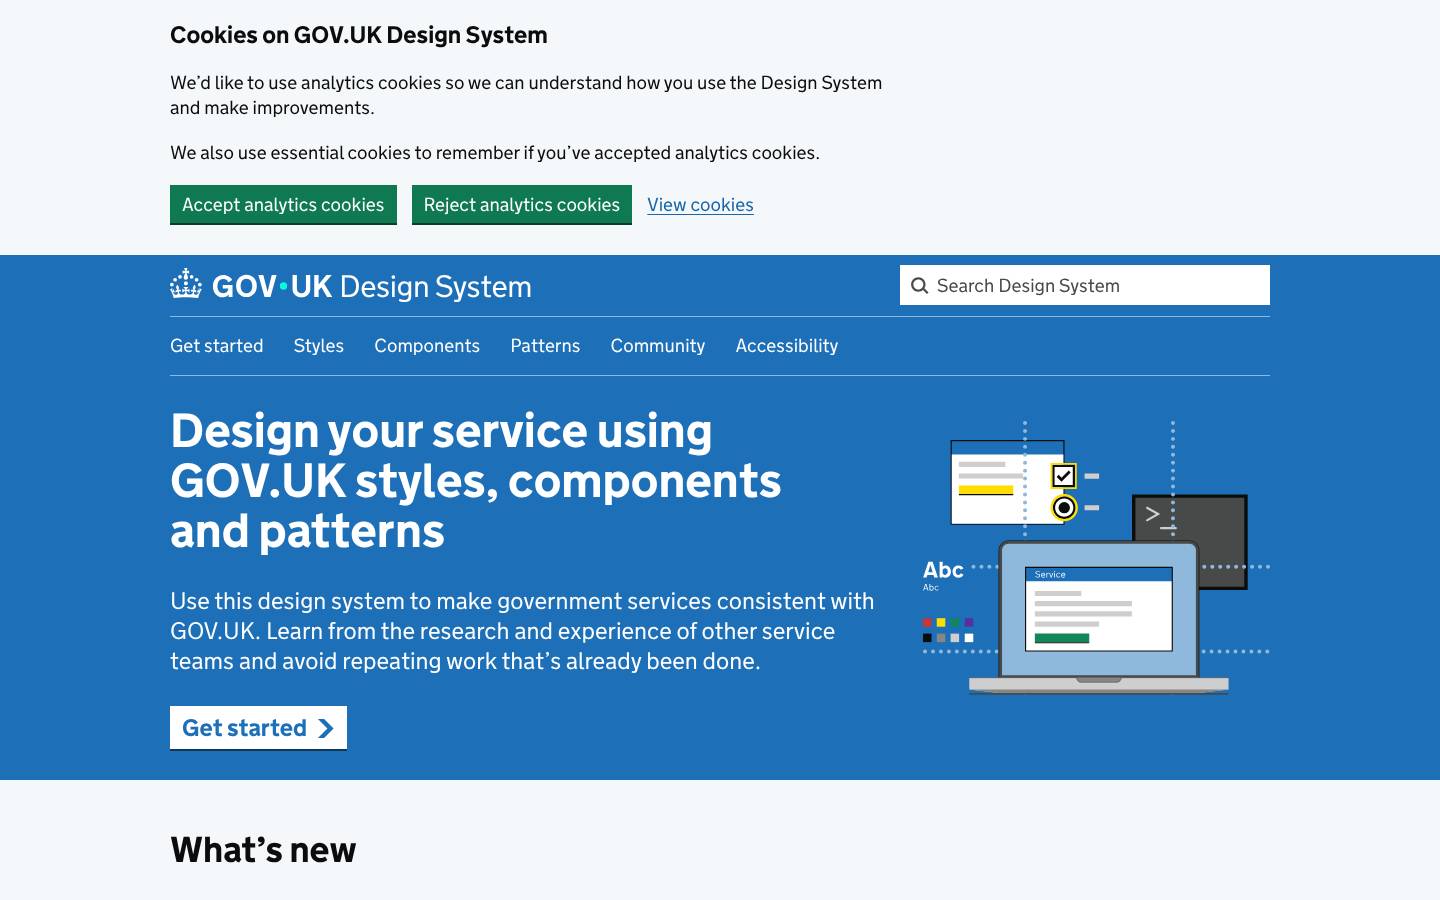 Cookies on GOV.UK Design System
We’d like to use analytics cookies so we can understand how you use the Design System
and make improvements.
We also use essential cookies to remember if you’ve accepted analytics cookies.
Accept analytics cookies
Reject analytics cookies
View cookies
GOV·UK Design System
Search Design System
Get started
Styles
Components
Patterns
Community
Accessibility
Design your service using
GOV.UK styles, components
and patterns
Use this design system to make government services consistent with
GOV.UK. Learn from the research and experience of other service
teams and avoid repeating work that’s already been done.
Get started
>_
Abc
Abc
Service
What’s new